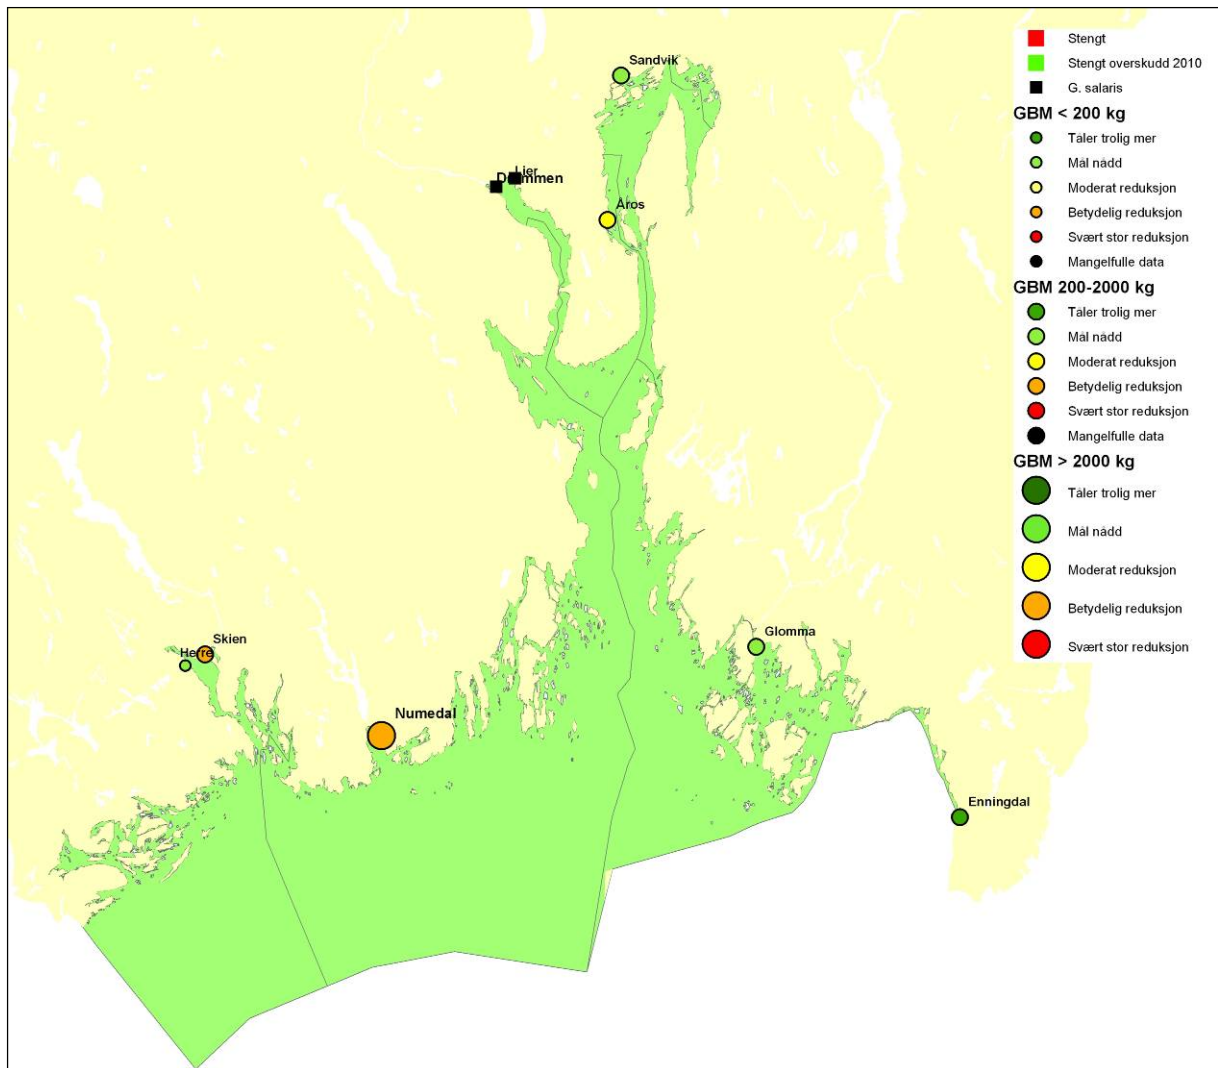 Sandvik
Lier
Drammen
Åros
Glomma
Skien
Herre
Numedal
Enningdal
Stengt
Stengt overskudd 2010
G. salaris
GBM < 200 kg
Tåler trolig mer
Mål nådd
Moderat reduksjon
Betydelig reduksjon
Svært stor reduksjon
Mangelfulle data
GBM 200-2000 kg
Tåler trolig mer
Mål nådd
Moderat reduksjon
Betydelig reduksjon
Svært stor reduksjon
Mangelfulle data
GBM > 2000 kg
Tåler trolig mer
Mål nådd
Moderat reduksjon
Betydelig reduksjon
Svært stor reduksjon